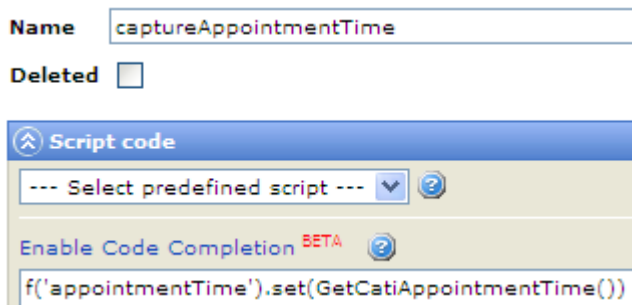 Name captureAppointmentTime
Deleted
Script code
--- Select predefined script ---
Enable Code Completion BETA
f('appointmentTime').set(GetCatiAppointmentTime())